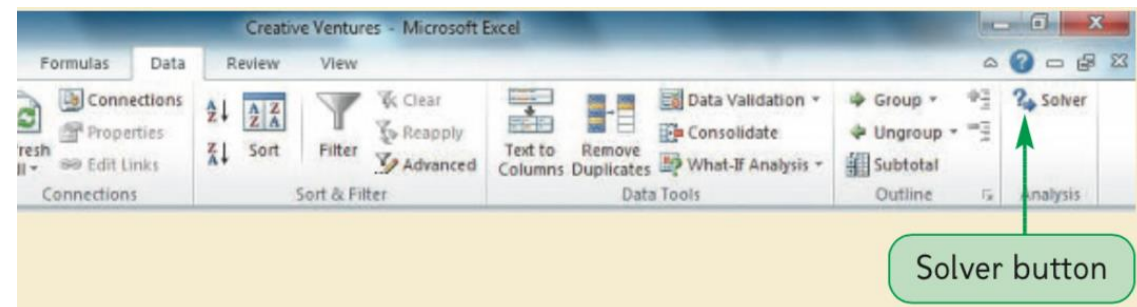 Creative Ventures - Microsoft Excel
Formulas Data Review View
Connections
Properties
Edit Links
Connections
Sort
Filter
Clear
Reapply
Advanced
Sort & Filter
Text to
Columns
Remove
Duplicates
Data Validation
Consolidate
What-If Analysis
Data Tools
Group
Ungroup
Subtotal
Outline
Solver
Analysis
Solver button